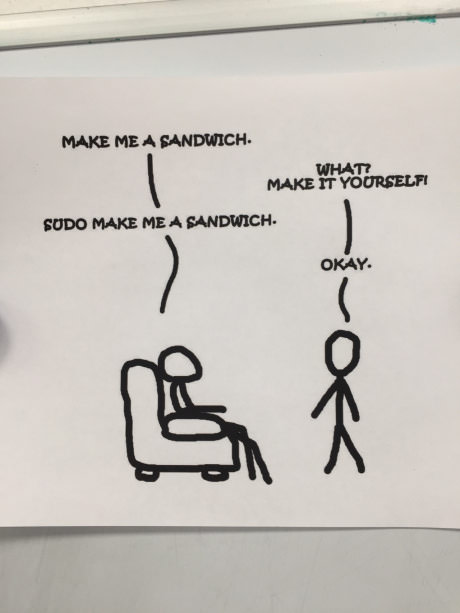 MAKE ME A SANDWICH.
WHAT?
MAKE IT YOURSELF!
SUDO MAKE ME A SANDWICH.
OKAY.